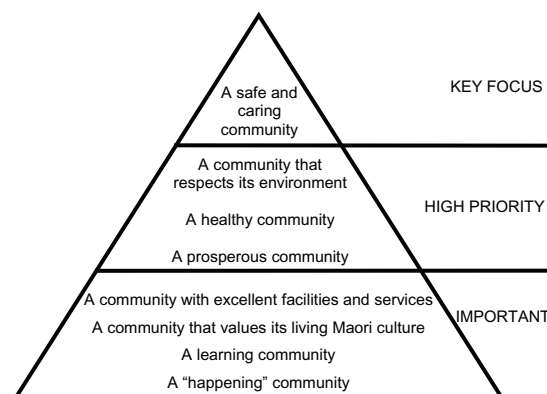 A safe and
caring
community
KEY FOCUS
A community that
respects its environment
A healthy community
A prosperous community
HIGH PRIORITY
A community with excellent facilities and services
A community that values its living Maori culture
A learning community
A “happening” community
IMPORTANT